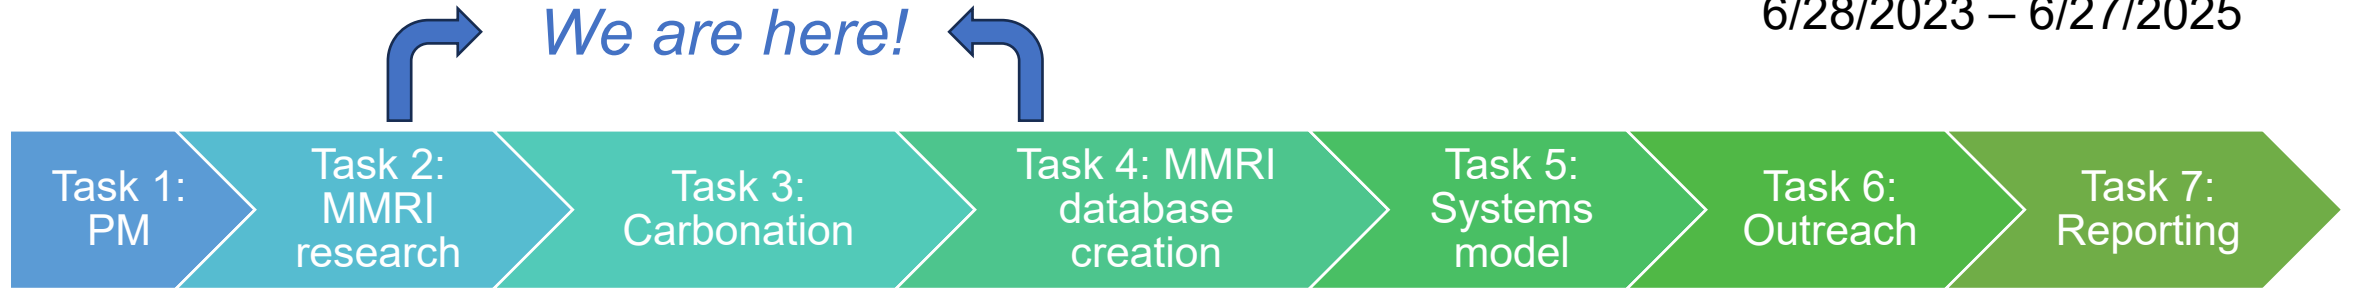 We are here!
6/28/2023 – 6/27/2025
Task 1:
PM
Task 2:
MMRI
research
Task 3:
Carbonation
Task 4: MMRI
database
creation
Task 5:
Systems
model
Task 6:
Outreach
Task 7:
Reporting